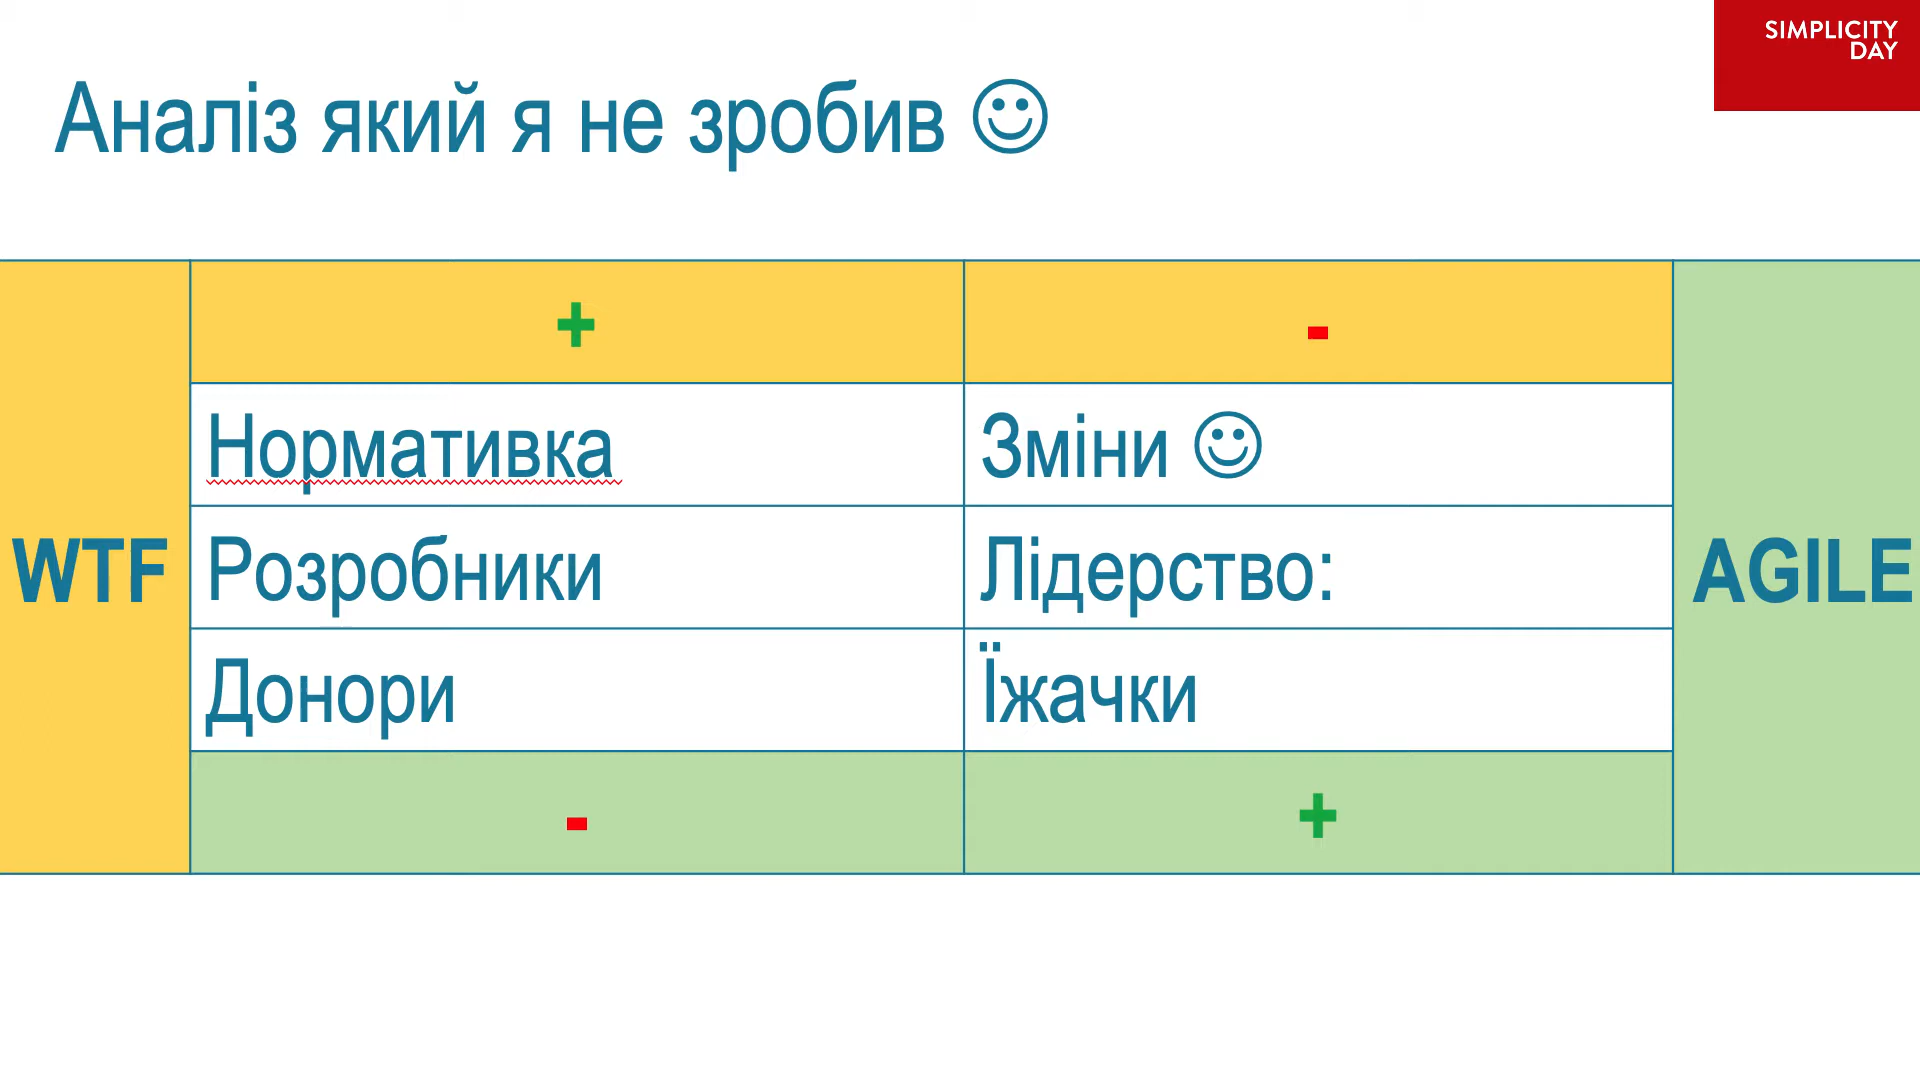 SIMPLICITY
DAY
Аналіз який я не зробив ☺
+ -
Нормативка Зміни ☺
WTF Розробники Лідерство: AGILE
Донори Їжачки
- +